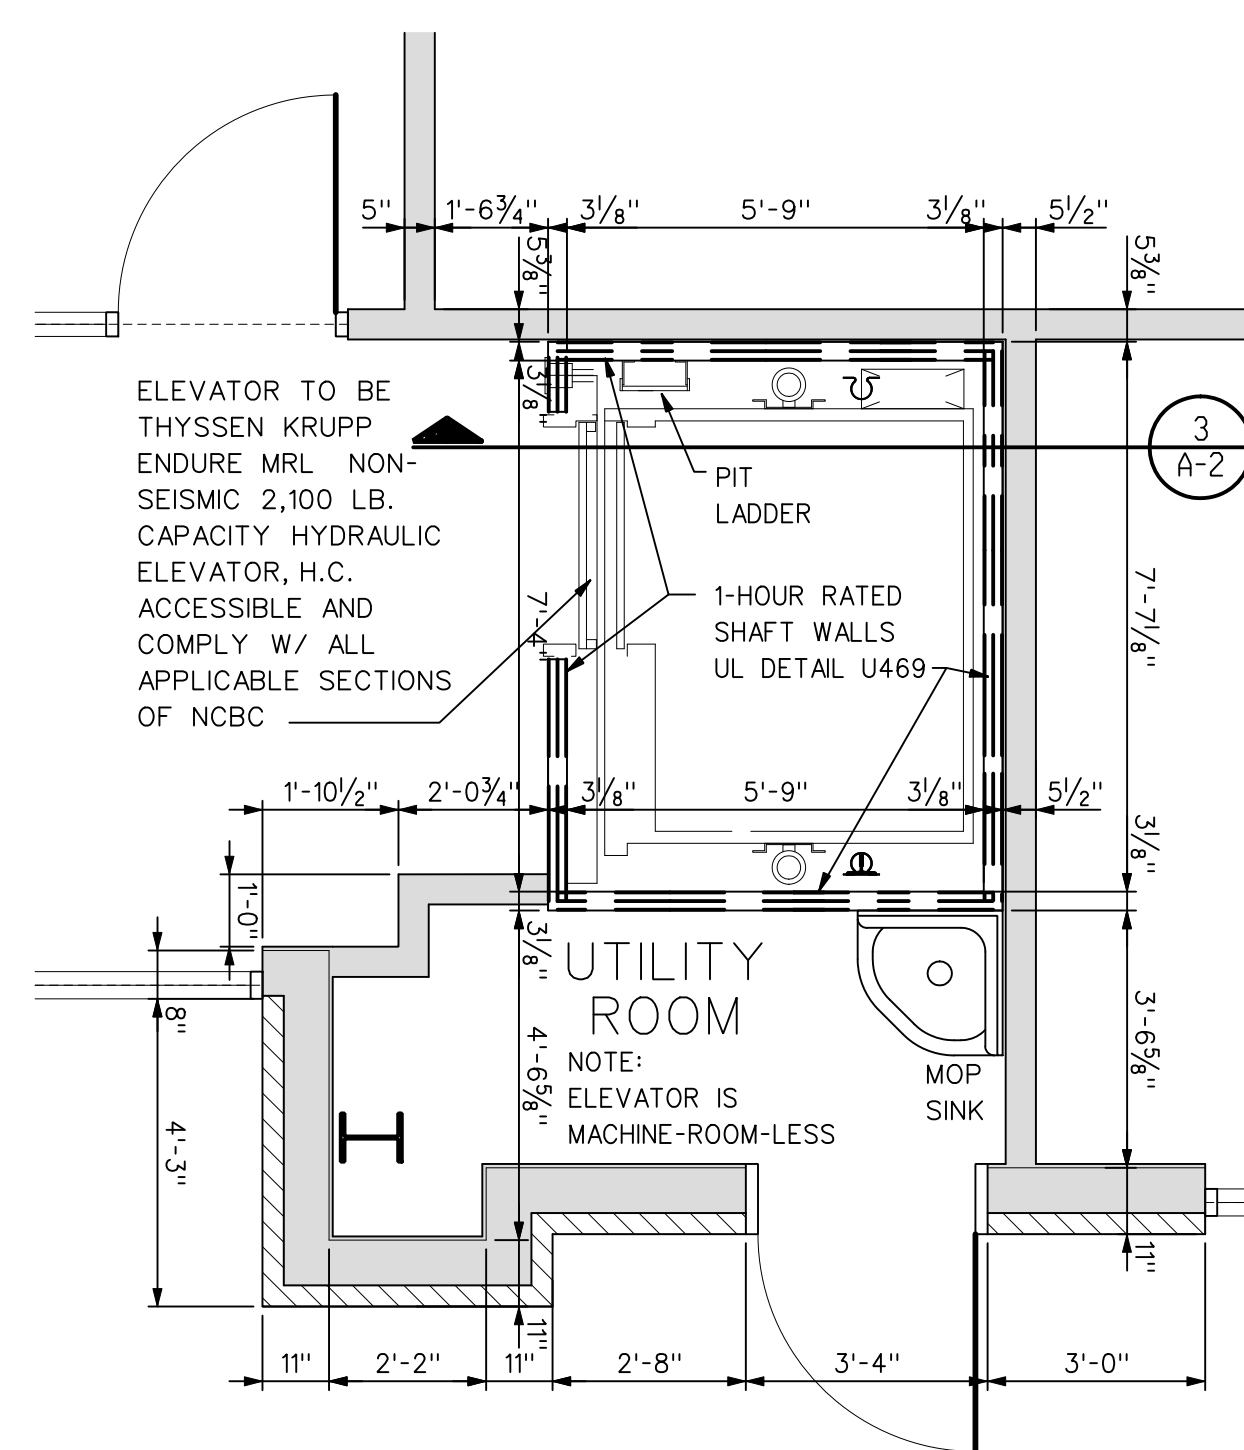 5" 1'-6¾" 3⅛" 5'-9" 3⅛" 5½"
5⅜" 5⅜"
3⅛"
ELEVATOR TO BE
THYSSEN KRUPP
ENDURE MRL NON-
SEISMIC 2,100 LB.
CAPACITY HYDRAULIC
ELEVATOR, H.C.
ACCESSIBLE AND
COMPLY W/ ALL
APPLICABLE SECTIONS
OF NCBC
3
A-2
PIT
LADDER
1-HOUR RATED
SHAFT WALLS
UL DETAIL U469
7'-4"
7'-7⅛"
1'-10½" 2'-0¾" 3⅛" 5'-9" 3⅛" 5½"
3⅛"
1'-0"
3⅛"
8"
UTILITY
ROOM
NOTE:
ELEVATOR IS
MACHINE-ROOM-LESS
MOP
SINK
4'-6⅝"
3'-6⅝"
4'-3"
11"
11"
11" 2'-2" 11" 2'-8" 3'-4" 3'-0"